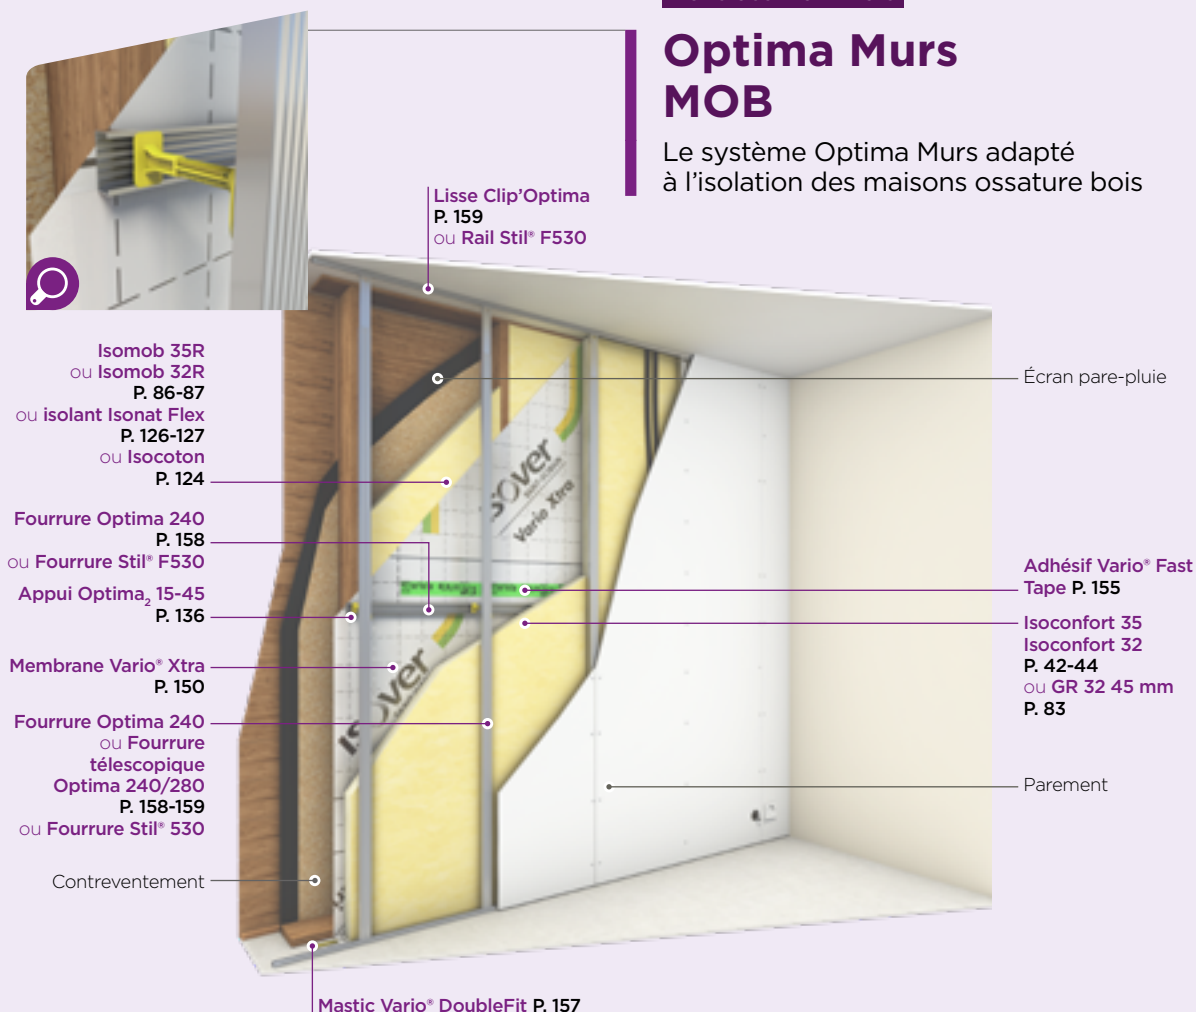 Optima Murs
MOB
Le système Optima Murs adapté
à l'isolation des maisons ossature bois
Lisse Clip'Optima
P. 159
ou Rail Stil® F530
Isomob 35R
ou Isomob 32R
P. 86-87
ou isolant Isonat Flex
P. 126-127
ou Isocoton
P. 124
Fourrure Optima 240
P. 158
ou Fourrure Stil® F530
Appui Optima₂ 15-45
P. 136
Membrane Vario® Xtra
P. 150
Fourrure Optima 240
ou Fourrure
télescopique
Optima 240/280
P. 158-159
ou Fourrure Stil® 530
Contreventement
Mastic Vario® DoubleFit P. 157
Écran pare-pluie
Adhésif Vario® Fast
Tape P. 155
Isoconfort 35
Isoconfort 32
P. 42-44
ou GR 32 45 mm
P. 83
Parement
isover
Vario Xtra
isover